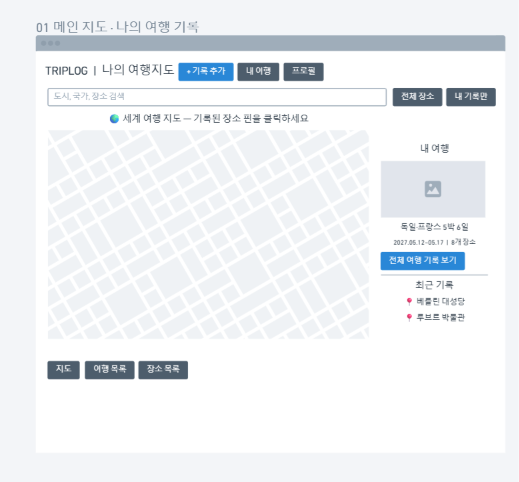 01 메인 지도 · 나의 여행 기록
TRIPLOG | 나의 여행지도 +기록 추가 내 여행 프로필
도시, 국가, 장소 검색 전체 장소 내 기록만
세계 여행 지도 — 기록된 장소 핀을 클릭하세요
내 여행
독일·프랑스 5박 6일
2027.05.12-05.17 | 8개 장소
전체 여행 기록 보기
최근 기록
베를린 대성당
루브르 박물관
지도 여행 목록 장소 목록